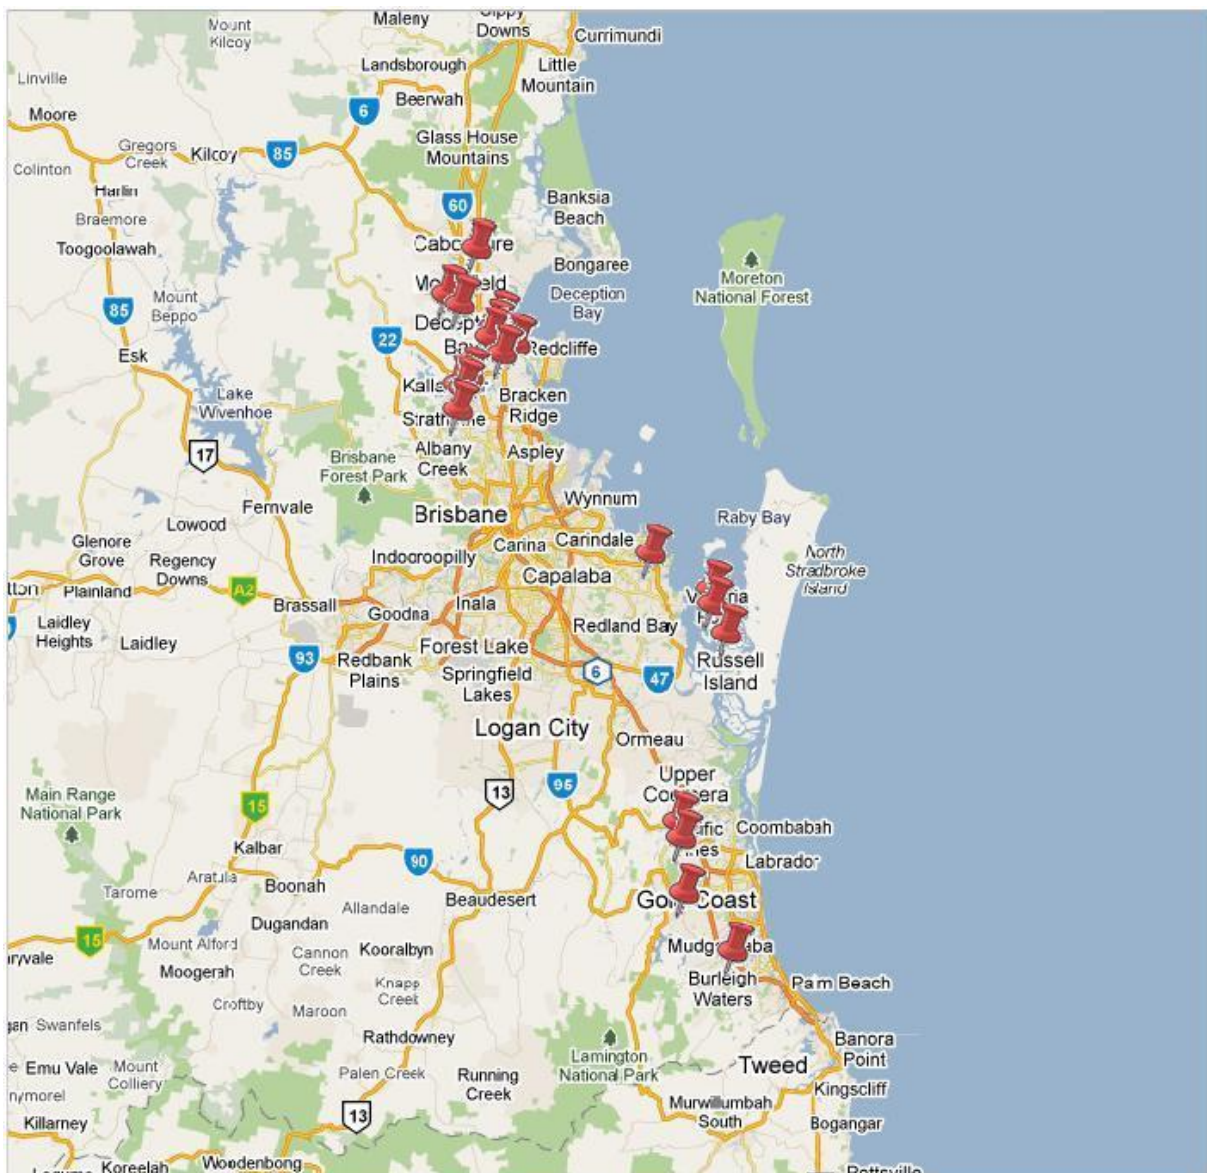 Maleny
Downs
Currimundi
Mount
Kilcoy
Landsborough
Little
Mountain
Linville
Beerwah
Moore
6
Glass House
Mountains
Gregors
Creek
Kilcoy
85
Colinton
Harlin
Banksia
Beach
Braemore
60
Toogoolawah
Bongaree
Moreton
National Forest
Mount
Beppo
85
Deception
Bay
22
Esk
Redcliffe
Lake
Wivenhoe
Bracken
Ridge
17
Albany
Creek
Aspley
Brisbane
Forest Park
Fernvale
Wynnum
Raby Bay
Lowood
Brisbane
Glenore
Grove
Regency
Downs
Indooroopilly
Carina
Carindale
North
Stradbroke
Island
Plainland
A2
Brassall
Capalaba
Goodna
Inala
Laidley
Heights
Laidley
Redland Bay
93
Redbank
Plains
Forest Lake
Springfield
Lakes
6
47
Russell
Island
Logan City
Ormeau
Upper
13
95
Main Range
National Park
15
Coombabah
Kalbar
90
Labrador
Aratula
Boonah
Tarome
Allandale
Beaudesert
Coast
Dugandan
15
Mount Alford
Cannon
Creek
Kooralbyn
Moogerah
Knapp
Creek
Burleigh
Waters
Palm Beach
Croftby
Maroon
Swanfels
Rathdowney
Banora
Point
Lamington
National Park
Tweed
Emu Vale
Mount
Colliery
Palen Creek
Running
Creek
Kingscliff
Killarney
13
Murwillumbah
South
Bogangar
Koreelah
Woodenbong